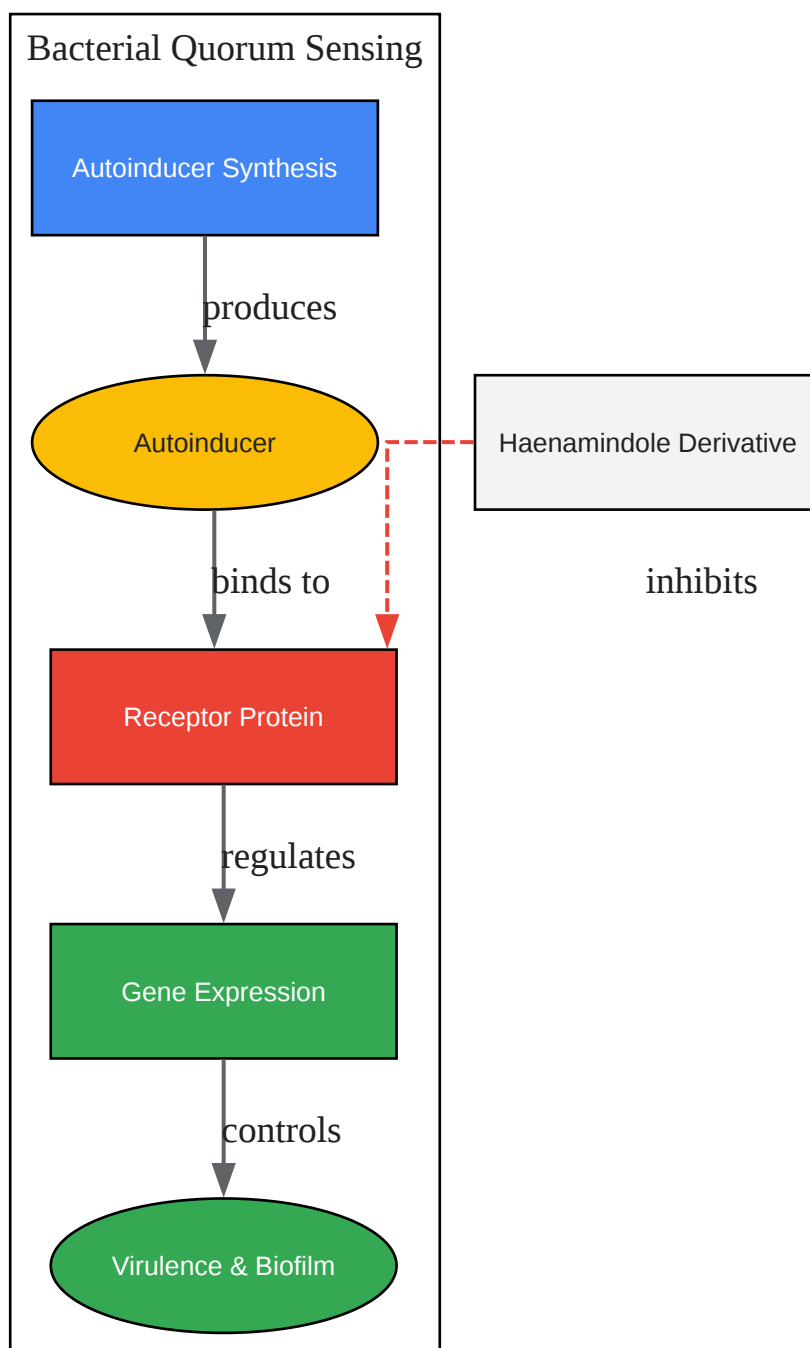 Bacterial Quorum Sensing
Autoinducer Synthesis
produces
Autoinducer
Haenamindole Derivative
binds to
inhibits
Receptor Protein
regulates
Gene Expression
controls
Virulence & Biofilm